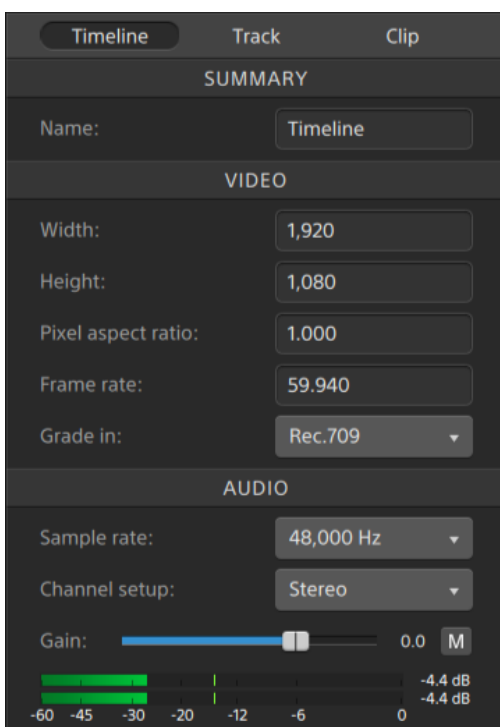 Timeline Track Clip
SUMMARY
Name: Timeline
VIDEO
Width: 1,920
Height: 1,080
Pixel aspect ratio: 1.000
Frame rate: 59.940
Grade in: Rec.709
AUDIO
Sample rate: 48,000 Hz
Channel setup: Stereo
Gain: 0.0 M
-4.4 dB
-4.4 dB
-60 -45 -30 -20 -12 -6 0